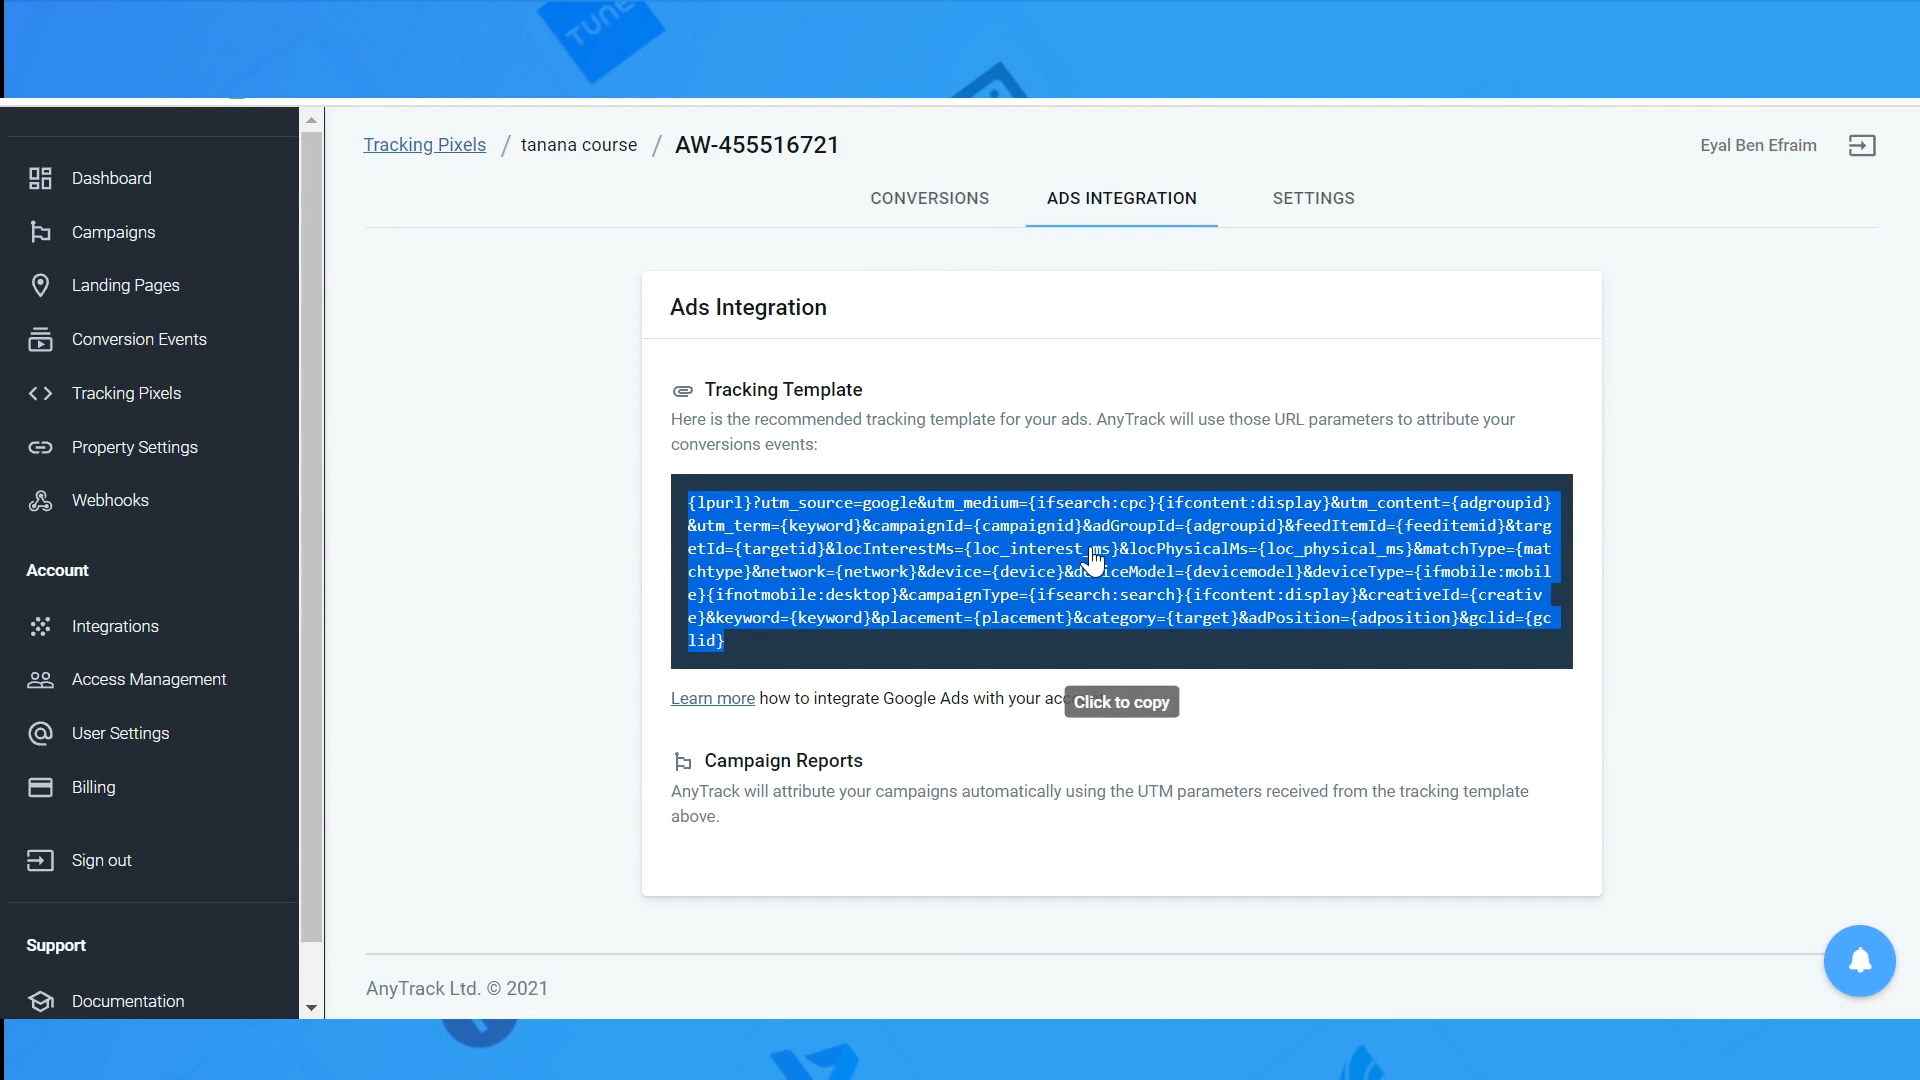 TUNE
Tracking Pixels / tanana course / AW-455516721
Eyal Ben Efraim
CONVERSIONS
ADS INTEGRATION
SETTINGS
Dashboard
Campaigns
Landing Pages
Conversion Events
Tracking Pixels
Property Settings
Webhooks
Account
Integrations
Access Management
User Settings
Billing
Sign out
Support
Documentation
Ads Integration
Tracking Template
Here is the recommended tracking template for your ads. AnyTrack will use those URL parameters to attribute your
conversions events:
{lpurl}?utm_source=google&utm_medium={ifsearch:cpc}{ifcontent:display}&utm_content={adgroupid}
&utm_term={keyword}&campaignId={campaignid}&adGroupId={adgroupid}&feedItemId={feeditemid}&targ
etId={targetid}&locInterestMs={loc_interest_ms}&locPhysicalMs={loc_physical_ms}&matchType={mat
chtype}&network={network}&device={device}&deviceModel={devicemodel}&deviceType={ifmobile:mobil
e}{ifnotmobile:desktop}&campaignType={ifsearch:search}{ifcontent:display}&creativeId={creativ
e}&keyword={keyword}&placement={placement}&category={target}&adPosition={adposition}&gclid={gc
lid}
Learn more how to integrate Google Ads with your
Click to copy
Campaign Reports
AnyTrack will attribute your campaigns automatically using the UTM parameters received from the tracking template
above.
AnyTrack Ltd. © 2021